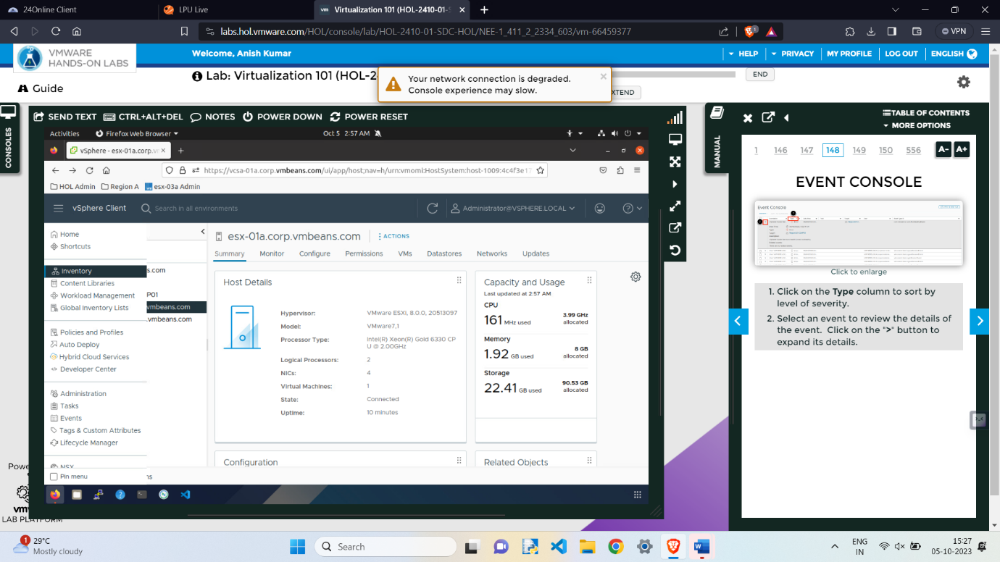 24Online Client
LPU Live
vm Virtualization 101 (HOL-2410-01-S
labs.hol.vmware.com/HOL/console/lab/HOL-2410-01-SDC-HOL/NEE-1_411_2_2334_603/vm-66459377
1
VPN
VMWARE
HANDS-ON LABS
Welcome, Anish Kumar
HELP
PRIVACY
MY PROFILE
LOG OUT
ENGLISH
Lab: Virtualization 101 (HOL-2
Your network connection is degraded.
Console experience may slow.
END
XTEND
Guide
CONSOLES
SEND TEXT
CTRL+ALT+DEL
NOTES
POWER DOWN
POWER RESET
Activities
Firefox Web Browser
Oct 5 2:57 AM
vSphere - esx-01a.corp.v
https://vcsa-01a.corp.vmbeans.com/ui/app/host;nav=h/urn:vmomi:HostSystem:host-1009:4c4f3e17
HOL Admin
Region A
esx-03a Admin
vSphere Client
Search in all environments
Administrator@VSPHERE.LOCAL
Home
Shortcuts
Inventory
Content Libraries
Workload Management
Global Inventory Lists
Policies and Profiles
Auto Deploy
Hybrid Cloud Services
Developer Center
Administration
Tasks
Events
Tags & Custom Attributes
Lifecycle Manager
NSX
Pin menu
s.com
P01
vmbeans.com
.vmbeans.com
ns
esx-01a.corp.vmbeans.com
ACTIONS
Summary
Monitor
Configure
Permissions
VMs
Datastores
Networks
Updates
Host Details
Hypervisor: VMware ESXi, 8.0.0, 20513097
Model: VMware7,1
Processor Type: Intel(R) Xeon(R) Gold 6330 CP
U @ 2.00GHz
Logical Processors: 2
NICs: 4
Virtual Machines: 1
State: Connected
Uptime: 10 minutes
Capacity and Usage
Last updated at 2:57 AM
CPU
161 MHz used
3.99 GHz
allocated
Memory
1.92 GB used
8 GB
allocated
Storage
22.41 GB used
90.53 GB
allocated
Configuration
Related Objects
Powe
vmw
LAB PLATFORM
MANUAL
TABLE OF CONTENTS
MORE OPTIONS
1 146 147 148 149 150 556
A- A+
EVENT CONSOLE
Event Console
Click to enlarge
1. Click on the Type column to sort by
level of severity.
2. Select an event to review the details of
the event. Click on the ">" button to
expand its details.
1
29°C
Mostly cloudy
Search
ENG
IN
15:27
05-10-2023